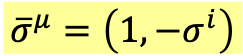 σ̄^μ = (1, −σ^i)